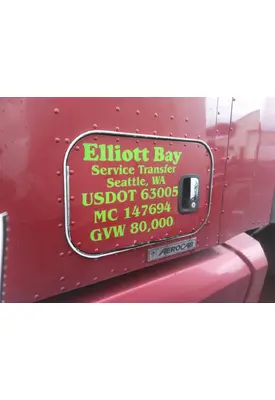 Elliott Bay
Service Transfer
Seattle, WA
USDOT 63005
MC 147694
GVW 80,000
AEROCAB